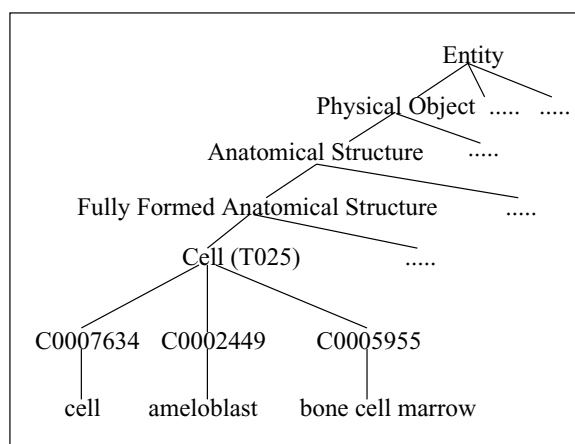 Entity
Physical Object ..... .....
Anatomical Structure .....
Fully Formed Anatomical Structure .....
Cell (T025) .....
C0007634 C0002449 C0005955
cell ameloblast bone cell marrow